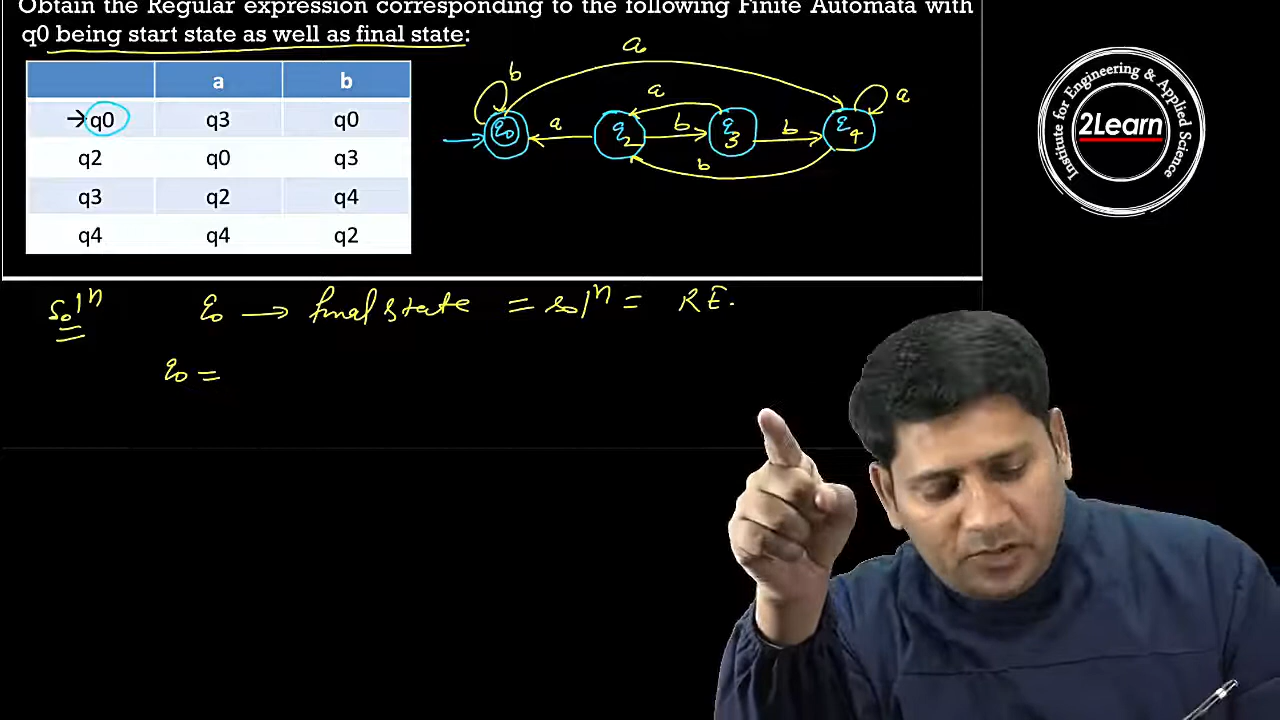 Obtain the Regular expression corresponding to the following Finite Automata with
q0 being start state as well as final state:
a b
→q0 q3 q0
q2 q0 q3
q3 q2 q4
q4 q4 q2
a
b
a
a
q0
a
q2
b
q3
b
q4
b
Institute for Engineering & Applied Science
2Learn
Solⁿ q0 → final state = solⁿ = RE.
q0 =